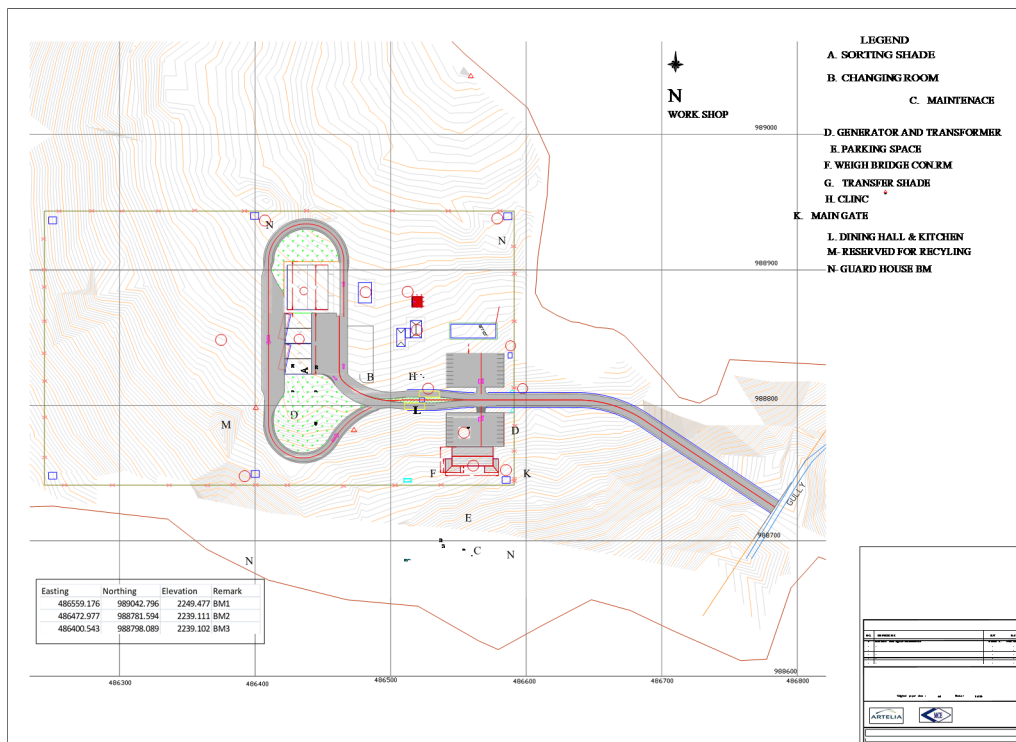 LEGEND
A. SORTING SHADE
B. CHANGING ROOM
C. MAINTENACE
N
WORK SHOP
989000
D. GENERATOR AND TRANSFORMER
E. PARKING SPACE
F. WEIGH BRIDGE CON.RM
G. TRANSFER SHADE
H. CLINC
K. MAIN GATE
L. DINING HALL & KITCHEN
M- RESERVED FOR RECYLING
N- GUARD HOUSE BM
N
N
988900
A
B
H
L
988800
D
M
D
F
K
GULLY
E
988700
C
N
N
Easting Northing Elevation Remark
486559.176 989042.796 2249.477 BM1
486472.977 988781.594 2239.111 BM2
486400.543 988798.089 2239.102 BM3
988600
486300
486400
486500
486600
486700
486800
ARTELIA
MCE